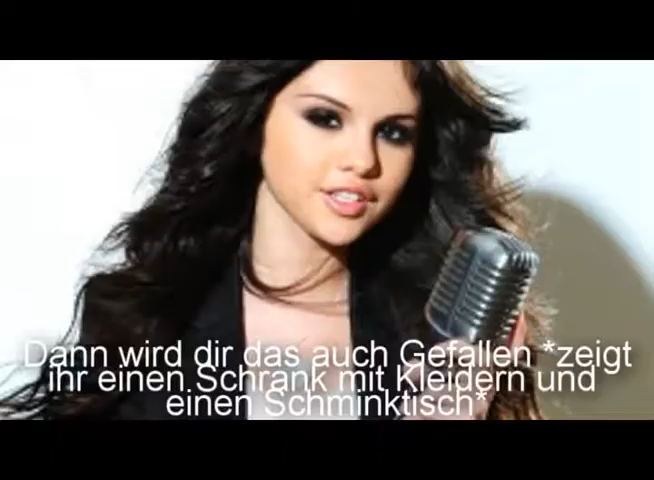 Dann wird dir das auch Gefallen *zeigt
ihr einen Schrank mit Kleidern und
einen Schminktisch*